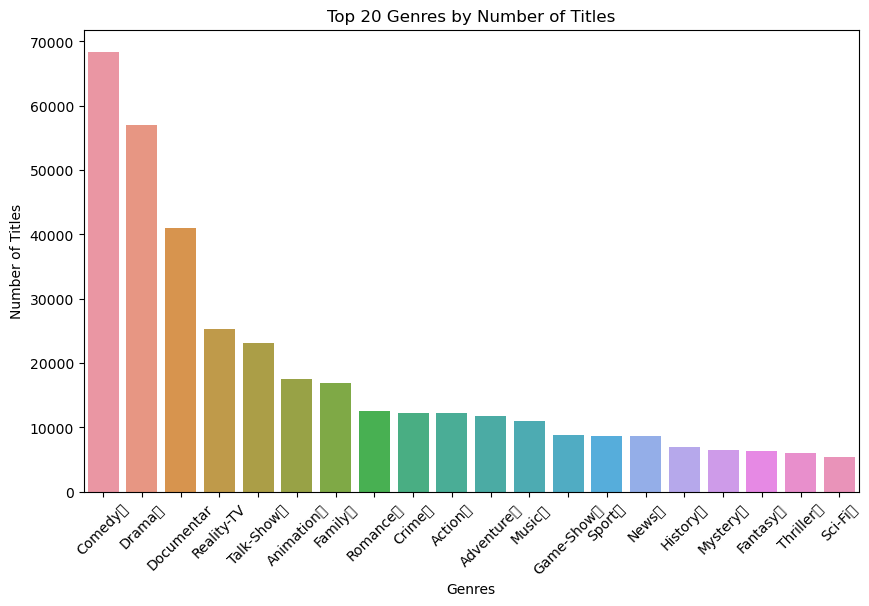 Top 20 Genres by Number of Titles
70000
60000
50000
40000
30000
20000
10000
0
Number of Titles
Comedy▯
Drama▯
Documentar
Reality-TV
Talk-Show▯
Animation▯
Family▯
Romance▯
Crime▯
Action▯
Adventure▯
Music▯
Game-Show▯
Sport▯
News▯
History▯
Mystery▯
Fantasy▯
Thriller▯
Sci-Fi▯
Genres